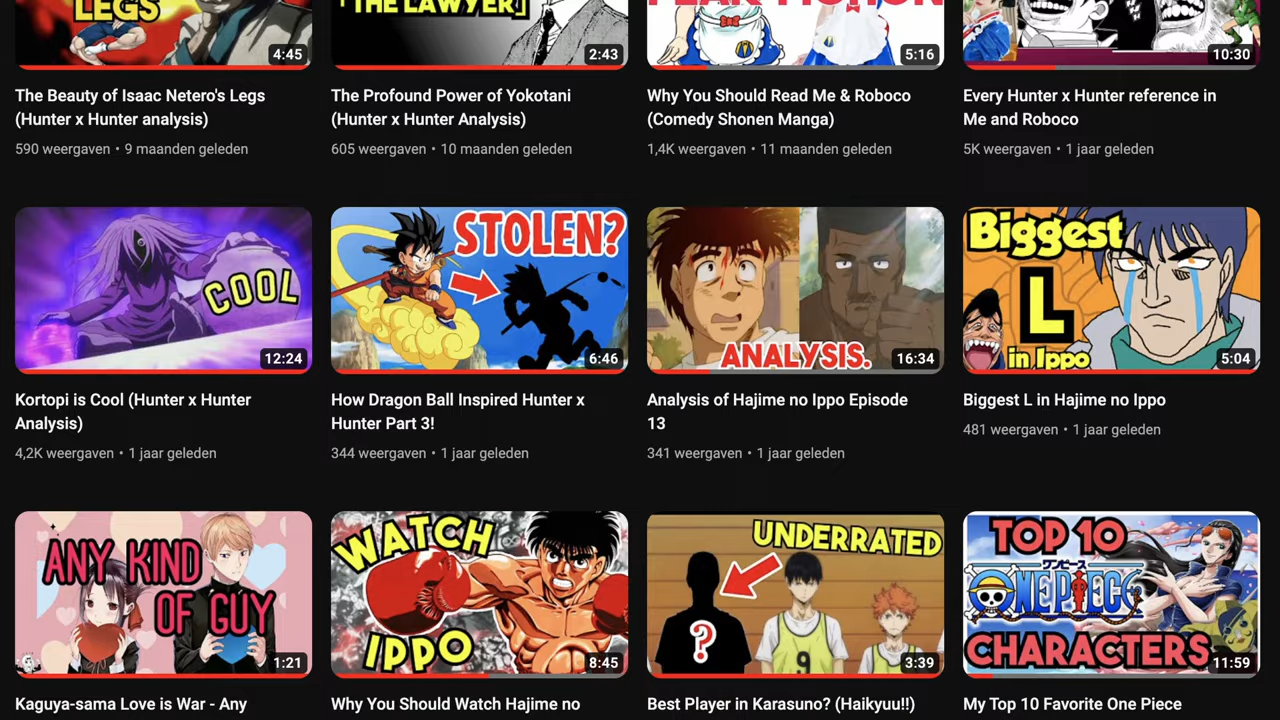 LEGS
"THE LAWYER"]
4:45
2:43
5:16
10:30
The Beauty of Isaac Netero's Legs
(Hunter x Hunter analysis)
590 weergaven • 9 maanden geleden
The Profound Power of Yokotani
(Hunter x Hunter Analysis)
605 weergaven • 10 maanden geleden
Why You Should Read Me & Roboco
(Comedy Shonen Manga)
1,4K weergaven • 11 maanden geleden
Every Hunter x Hunter reference in
Me and Roboco
5K weergaven • 1 jaar geleden
COOL
12:24
STOLEN?
6:46
ANALYSIS.
16:34
Biggest
L
in Ippo
5:04
Kortopi is Cool (Hunter x Hunter
Analysis)
4,2K weergaven • 1 jaar geleden
How Dragon Ball Inspired Hunter x
Hunter Part 3!
344 weergaven • 1 jaar geleden
Analysis of Hajime no Ippo Episode
13
341 weergaven • 1 jaar geleden
Biggest L in Hajime no Ippo
481 weergaven • 1 jaar geleden
ANY KIND
OF GUY
1:21
WATCH
IPPO
8:45
UNDERRATED
?
9
3:39
TOP 10
ワンピース
ONE PIECE
CHARACTERS
11:59
Kaguya-sama Love is War - Any
Why You Should Watch Hajime no
Best Player in Karasuno? (Haikyuu!!)
My Top 10 Favorite One Piece